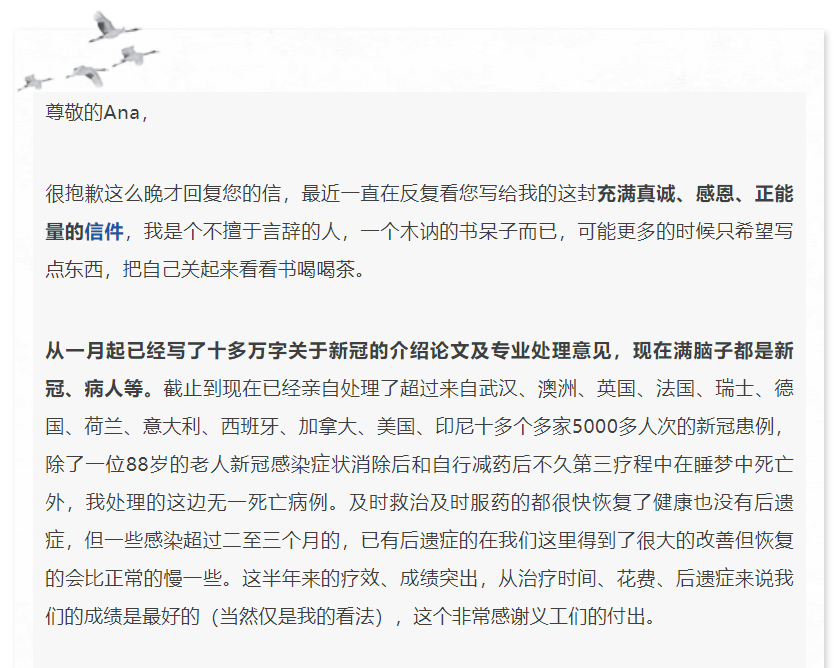 尊敬的Ana，
很抱歉这么晚才回复您的信，最近一直在反复看您写给我的这封充满真诚、感恩、正能
量的信件，我是个不擅于言辞的人，一个木讷的书呆子而已，可能更多的时候只希望写
点东西，把自己关起来看看书喝喝茶。
从一月起已经写了十多万字关于新冠的介绍论文及专业处理意见，现在满脑子都是新
冠、病人等。截止到现在已经亲自处理了超过来自武汉、澳洲、英国、法国、瑞士、德
国、荷兰、意大利、西班牙、加拿大、美国、印尼十多个多家5000多人次的新冠患例，
除了一位88岁的老人新冠感染症状消除后和自行减药后不久第三疗程中在睡梦中死亡
外，我处理的这边无一死亡病例。及时救治及时服药的都很快恢复了健康也没有后遗
症，但一些感染超过二至三个月的，已有后遗症的在我们这里得到了很大的改善但恢复
的会比正常的慢一些。这半年来的疗效、成绩突出，从治疗时间、花费、后遗症来说我
们的成绩是最好的（当然仅是我的看法），这个非常感谢义工们的付出。